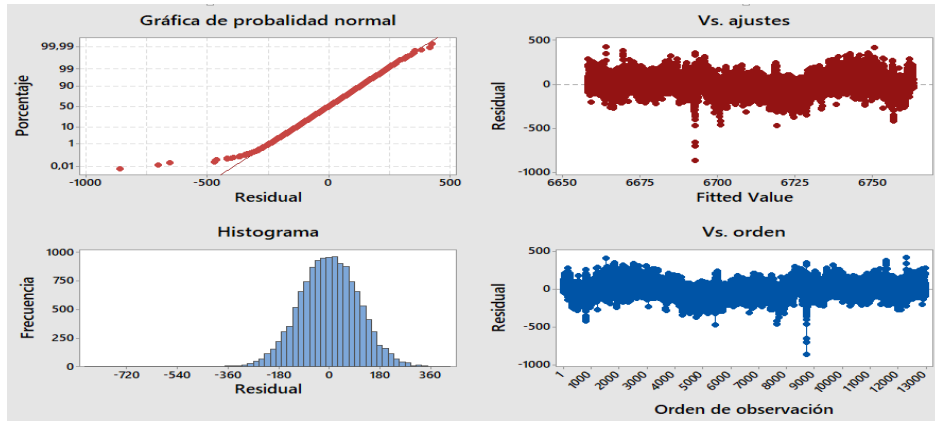 Gráfica de probalidad normal
99,99
99
90
50
10
1
0,01
Porcentaje
-1000 -500 0 500
Residual
Vs. ajustes
500
0
-500
-1000
Residual
6650 6675 6700 6725 6750
Fitted Value
Histograma
1000
750
500
250
0
Frecuencia
-720 -540 -360 -180 0 180 360
Residual
Vs. orden
500
0
-500
-1000
Residual
1 1000 2000 3000 4000 5000 6000 7000 8000 9000 10000 11000 12000 13000
Orden de observación